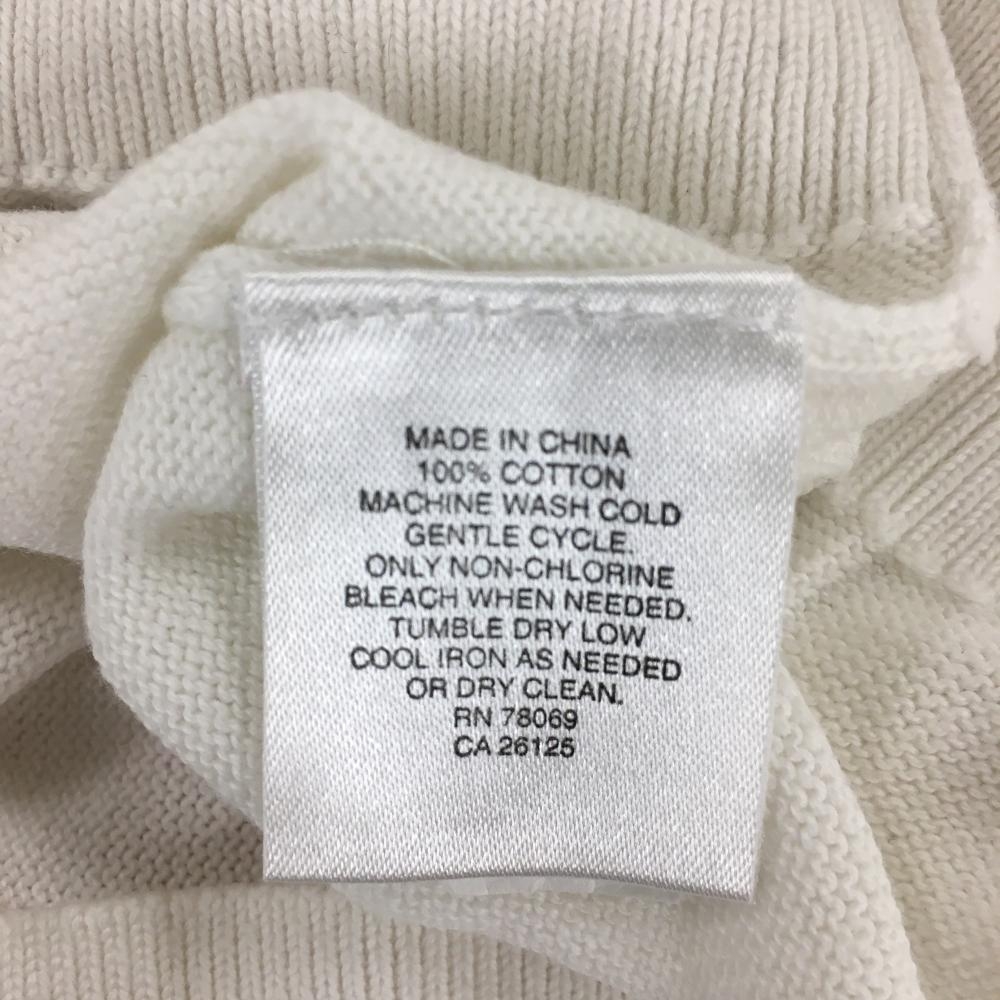 MADE IN CHINA
100% COTTON
MACHINE WASH COLD
GENTLE CYCLE.
ONLY NON-CHLORINE
BLEACH WHEN NEEDED.
TUMBLE DRY LOW
COOL IRON AS NEEDED
OR DRY CLEAN.
RN 78069
CA 26125